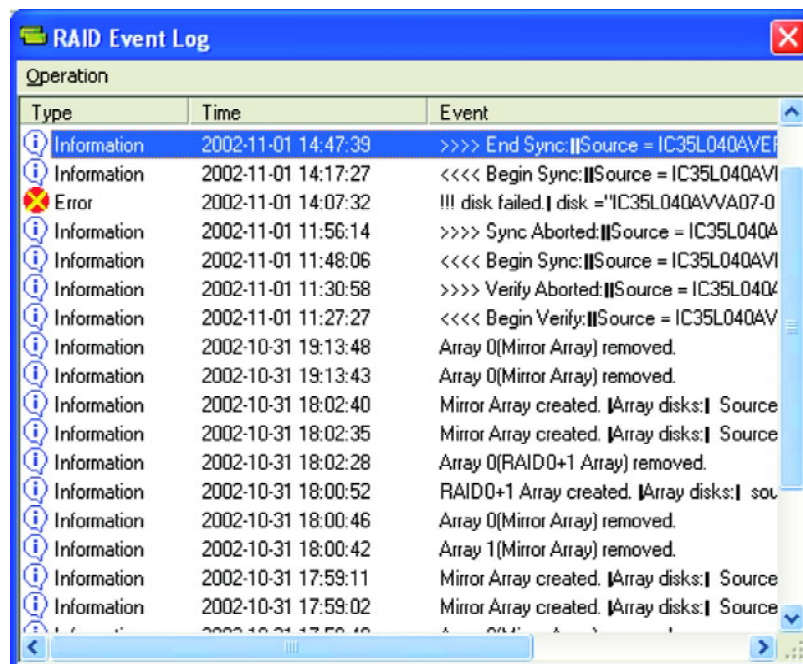 RAID Event Log
Operation
Type Time Event
Information 2002-11-01 14:47:39 >>>> End Sync:||Source = IC35L040AVER
Information 2002-11-01 14:17:27 <<<< Begin Sync:||Source = IC35L040AVI
Error 2002-11-01 14:07:32 !!! disk failed.| disk ="IC35L040AVVA07-0
Information 2002-11-01 11:56:14 >>>> Sync Aborted:||Source = IC35L040A
Information 2002-11-01 11:48:06 <<<< Begin Sync:||Source = IC35L040AVI
Information 2002-11-01 11:30:58 >>>> Verify Aborted:||Source = IC35L04
Information 2002-11-01 11:27:27 <<<< Begin Verify:||Source = IC35L040AV
Information 2002-10-31 19:13:48 Array 0(Mirror Array) removed.
Information 2002-10-31 19:13:43 Array 0(Mirror Array) removed.
Information 2002-10-31 18:02:40 Mirror Array created. |Array disks:| Source
Information 2002-10-31 18:02:35 Mirror Array created. |Array disks:| Source
Information 2002-10-31 18:02:28 Array 0(RAID0+1 Array) removed.
Information 2002-10-31 18:00:52 RAID0+1 Array created. |Array disks:| sou
Information 2002-10-31 18:00:46 Array 0(Mirror Array) removed.
Information 2002-10-31 18:00:42 Array 1(Mirror Array) removed.
Information 2002-10-31 17:59:11 Mirror Array created. |Array disks:| Source
Information 2002-10-31 17:59:02 Mirror Array created. |Array disks:| Source